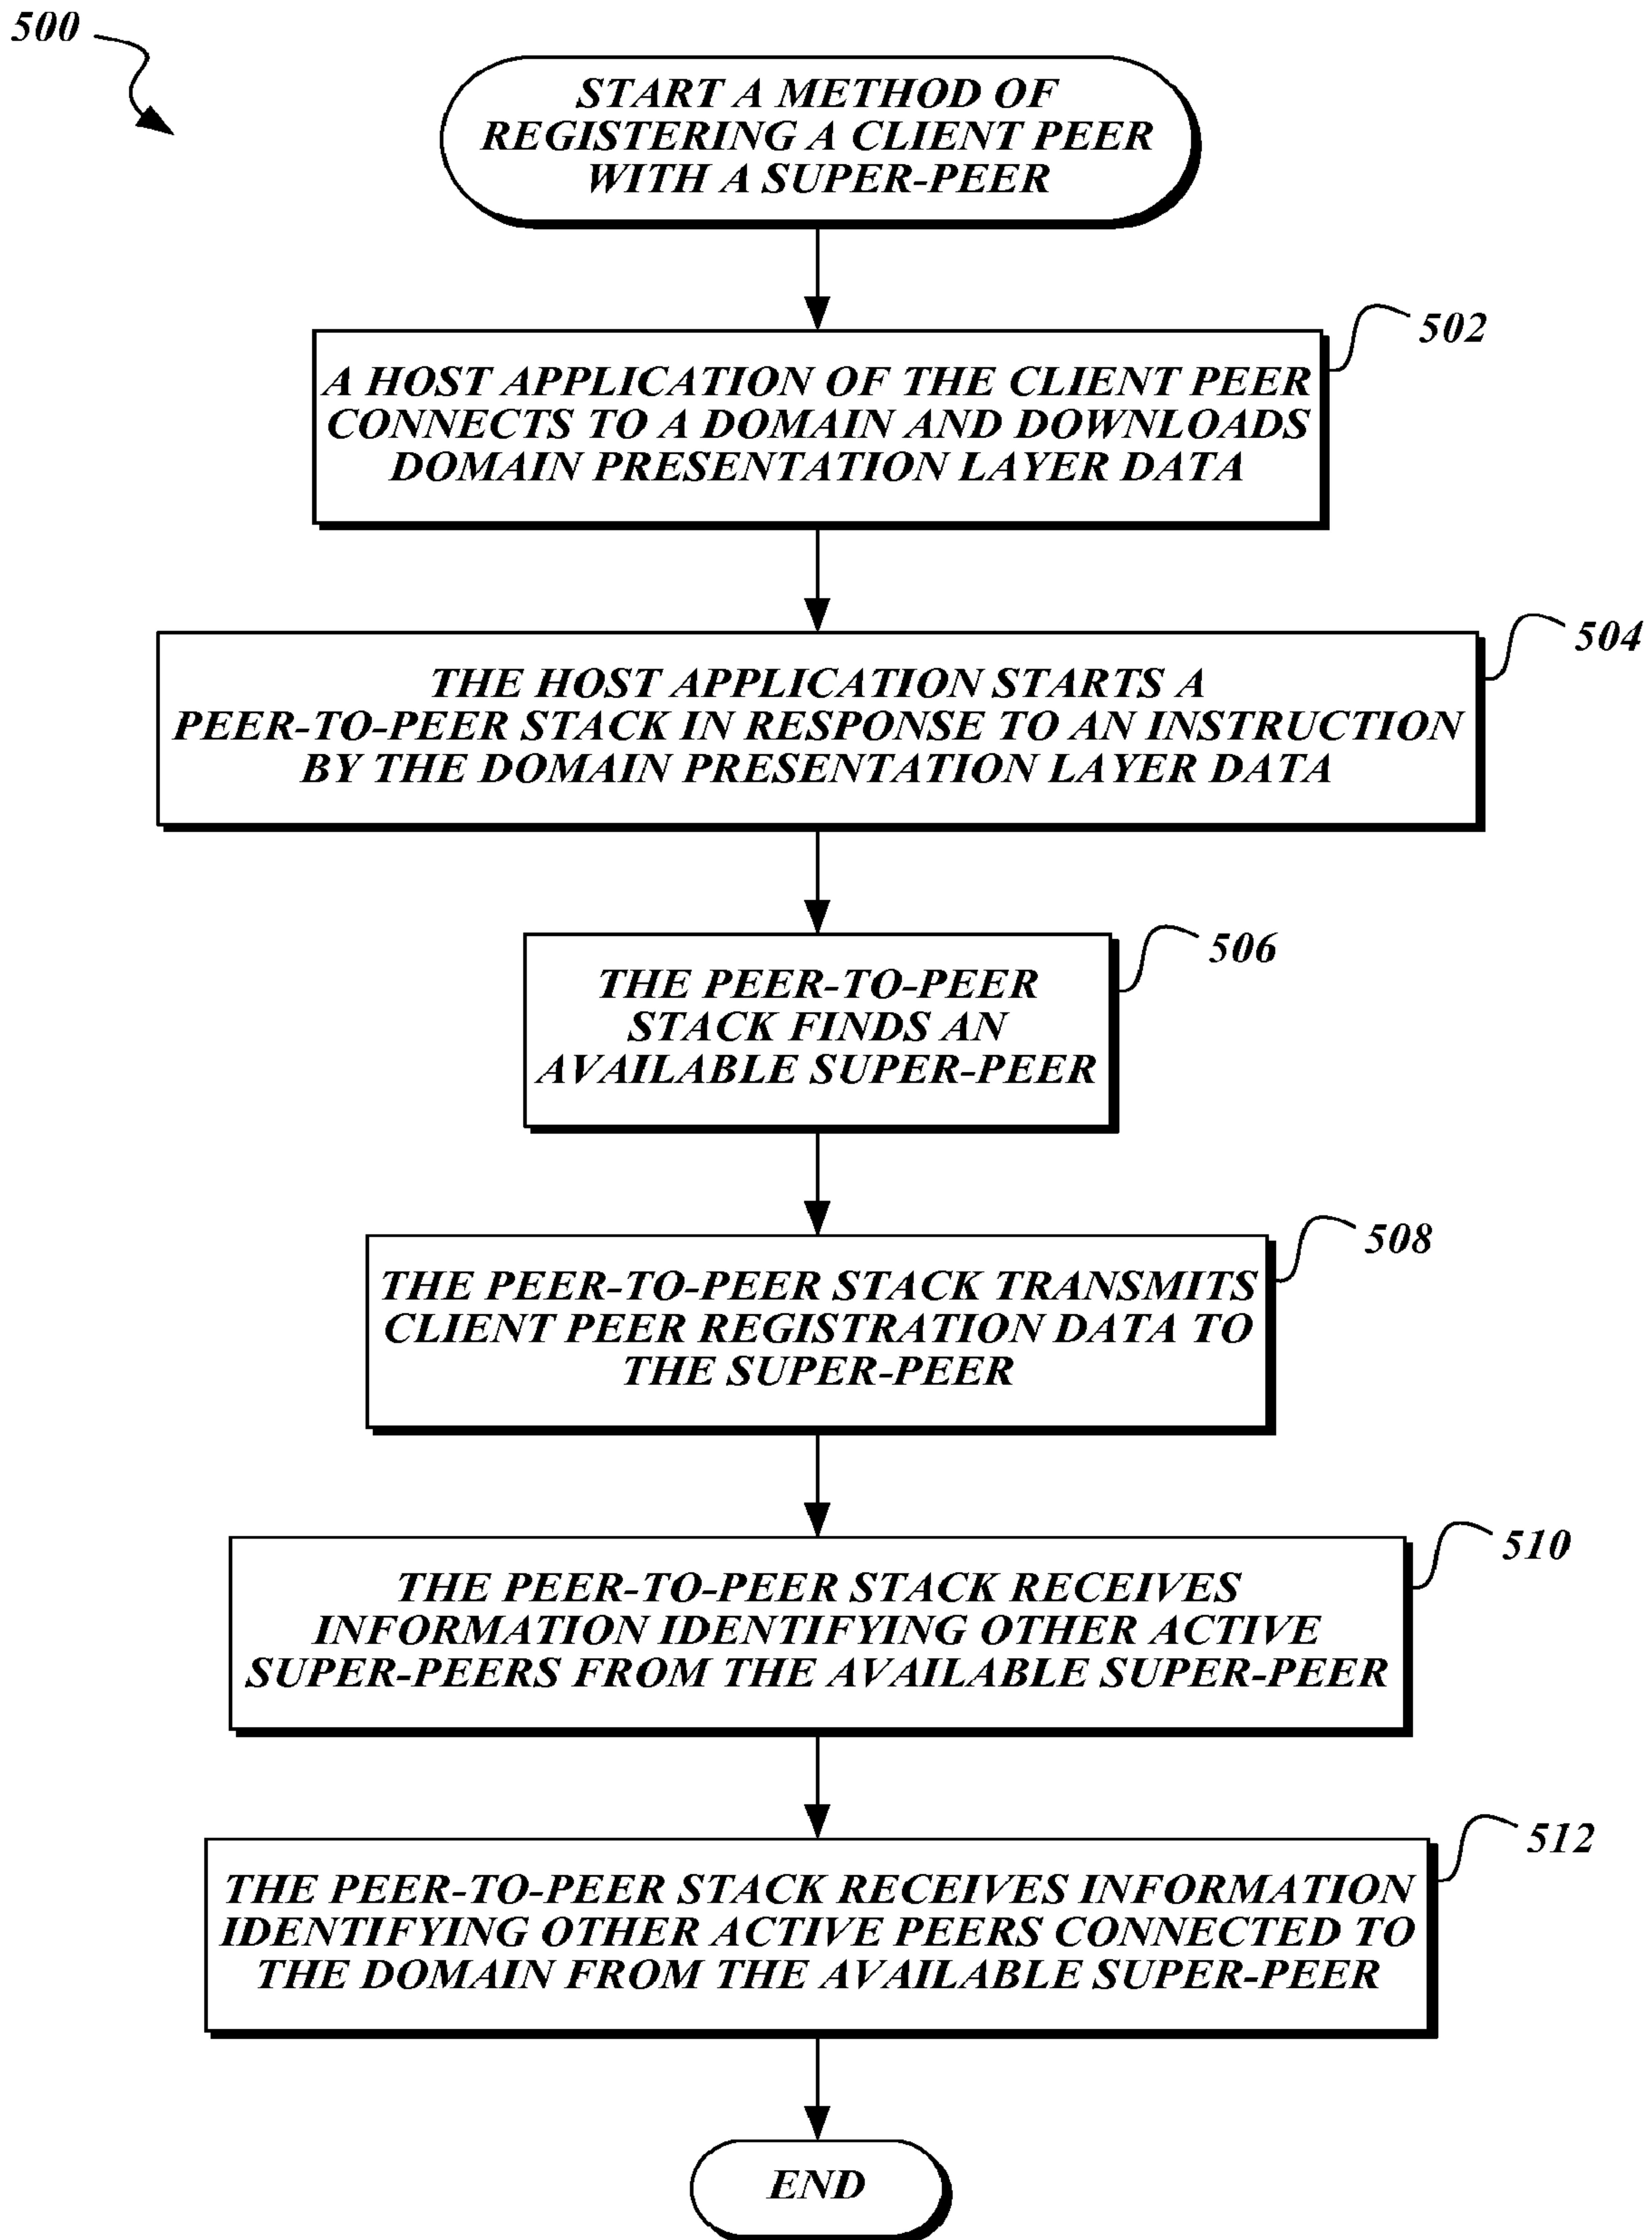 500
START A METHOD OF
REGISTERING A CLIENT PEER
WITH A SUPER-PEER
502
A HOST APPLICATION OF THE CLIENT PEER
CONNECTS TO A DOMAIN AND DOWNLOADS
DOMAIN PRESENTATION LAYER DATA
504
THE HOST APPLICATION STARTS A
PEER-TO-PEER STACK IN RESPONSE TO AN INSTRUCTION
BY THE DOMAIN PRESENTATION LAYER DATA
506
THE PEER-TO-PEER
STACK FINDS AN
AVAILABLE SUPER-PEER
508
THE PEER-TO-PEER STACK TRANSMITS
CLIENT PEER REGISTRATION DATA TO
THE SUPER-PEER
510
THE PEER-TO-PEER STACK RECEIVES
INFORMATION IDENTIFYING OTHER ACTIVE
SUPER-PEERS FROM THE AVAILABLE SUPER-PEER
512
THE PEER-TO-PEER STACK RECEIVES INFORMATION
IDENTIFYING OTHER ACTIVE PEERS CONNECTED TO
THE DOMAIN FROM THE AVAILABLE SUPER-PEER
END